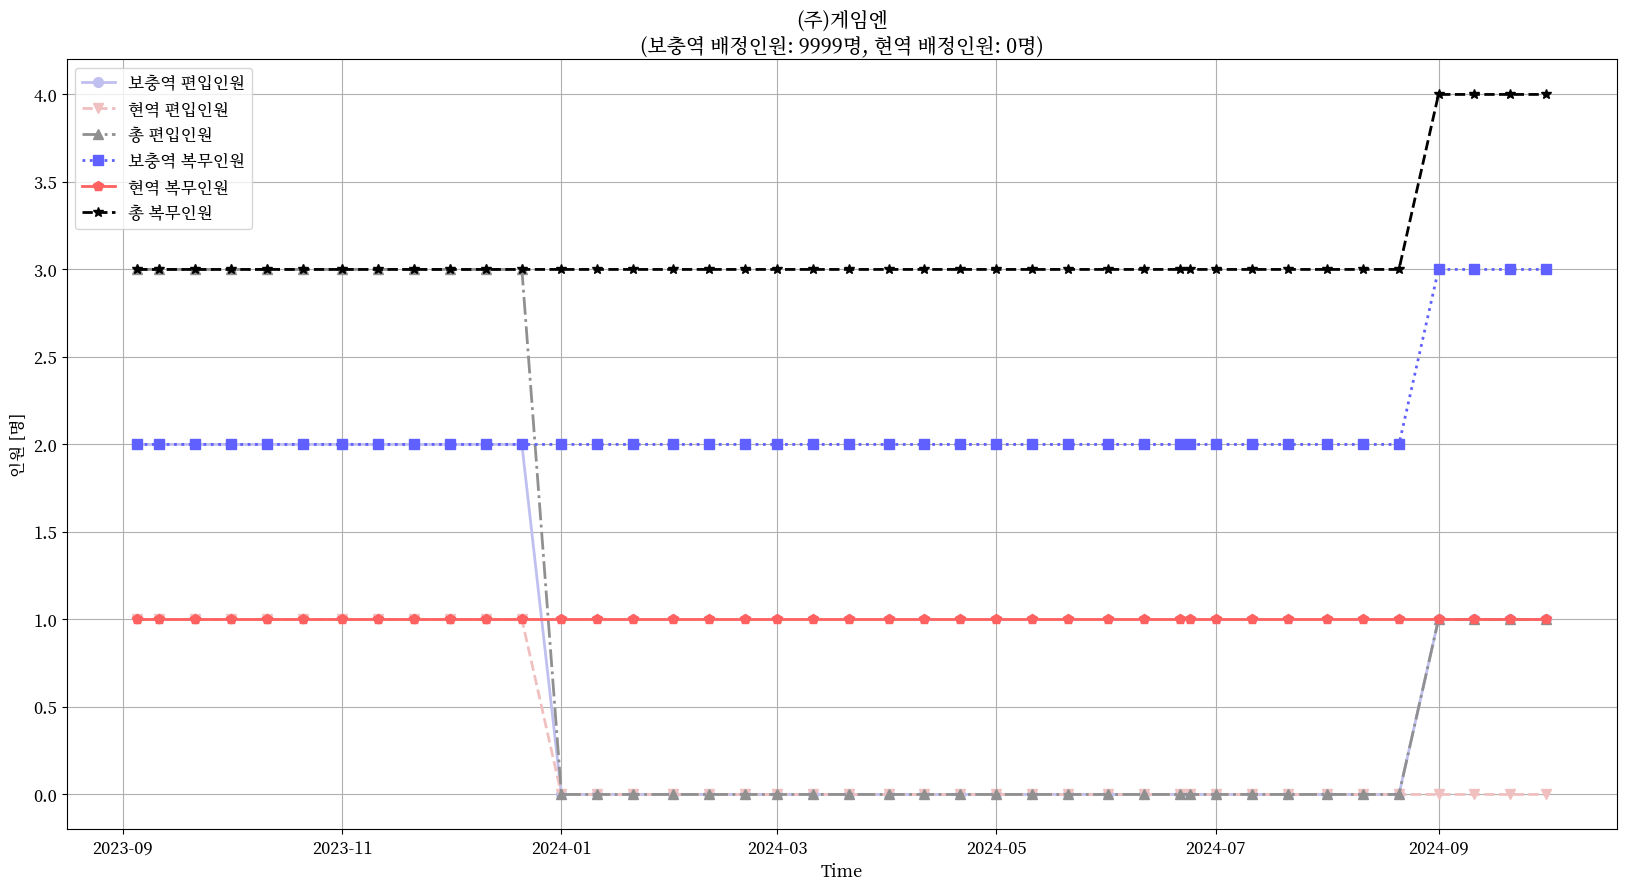 (주)게임엔
(보충역 배정인원: 9999명, 현역 배정인원: 0명)
보충역 편입인원
현역 편입인원
총 편입인원
보충역 복무인원
현역 복무인원
총 복무인원
4.0
3.5
3.0
2.5
2.0
1.5
1.0
0.5
0.0
인원 [명]
2023-09 2023-11 2024-01 2024-03 2024-05 2024-07 2024-09
Time